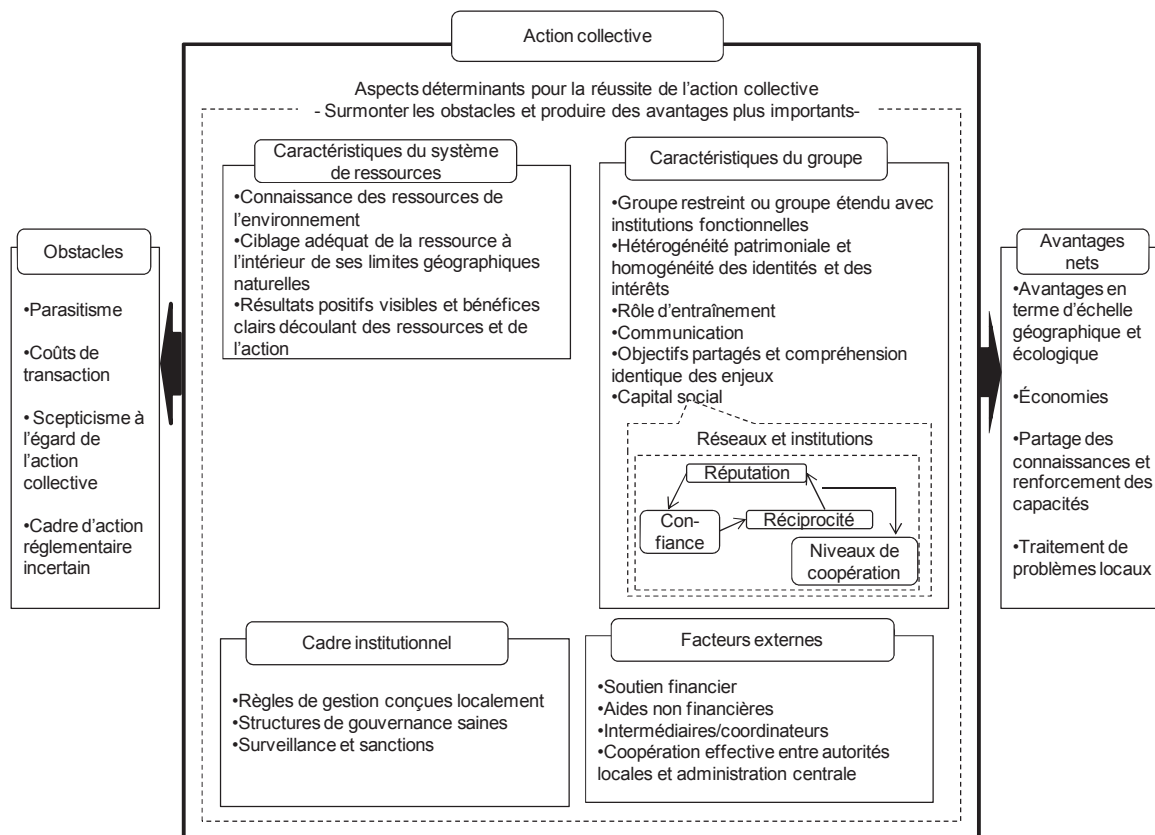 Action collective
Aspects déterminants pour la réussite de l’action collective
- Surmonter les obstacles et produire des avantages plus importants-
Obstacles
•Parasitisme
•Coûts de
transaction
• Scepticisme à
l’égard de
l’action
collective
•Cadre d’action
réglementaire
incertain
Caractéristiques du système
de ressources
•Connaissance des ressources de
l’environnement
•Ciblage adéquat de la ressource à
l’intérieur de ses limites géographiques
naturelles
•Résultats positifs visibles et bénéfices
clairs découlant des ressources et de
l’action
Caractéristiques du groupe
•Groupe restreint ou groupe étendu avec
institutions fonctionnelles
•Hétérogénéité patrimoniale et
homogénéité des identités et des
intérêts
•Rôle d’entraînement
•Communication
•Objectifs partagés et compréhension
identique des enjeux
•Capital social
Réseaux et institutions
Réputation
Con-
fiance
Réciprocité
Niveaux de
coopération
Cadre institutionnel
•Règles de gestion conçues localement
•Structures de gouvernance saines
•Surveillance et sanctions
Facteurs externes
•Soutien financier
•Aides non financières
•Intermédiaires/coordinateurs
•Coopération effective entre autorités
locales et administration centrale
Avantages
nets
•Avantages en
terme d’échelle
géographique et
écologique
•Économies
•Partage des
connaissances et
renforcement des
capacités
•Traitement de
problèmes locaux